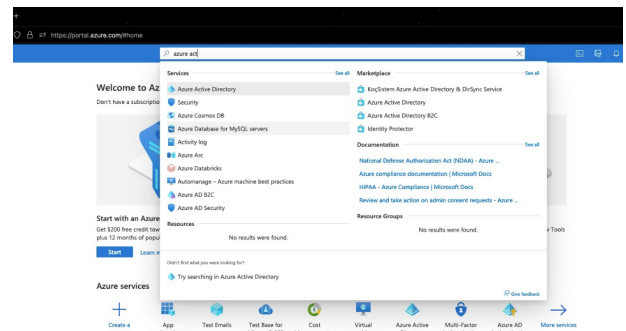 https://portal.azure.com/#home
azure act
Welcome to Az
Don't have a subscriptio
Services
See all
Azure Active Directory
Security
Azure Cosmos DB
Azure Database for MySQL servers
Activity log
Azure Arc
Azure Databricks
Automanage – Azure machine best practices
Azure AD B2C
Azure AD Security
Resources
No results were found.
Marketplace
See all
KoçSistem Azure Active Directory & DirSync Service
Azure Active Directory
Azure Active Directory B2C
Identity Protector
Documentation
See all
National Defense Authorization Act (NDAA) - Azure ...
Azure compliance documentation | Microsoft Docs
HIPAA - Azure Compliance | Microsoft Docs
Review and take action on admin consent requests - Azure ...
Resource Groups
No results were found.
Didn't find what you were looking for?
Try searching in Azure Active Directory
Give feedback
Start with an Azure
Get $200 free credit tow
plus 12 months of popul
Start
Learn m
v Tools
Azure services
Create a
App
Test Emails
Test Base for
Cost
Virtual
Azure Active
Multi-Factor
Azure AD
More services